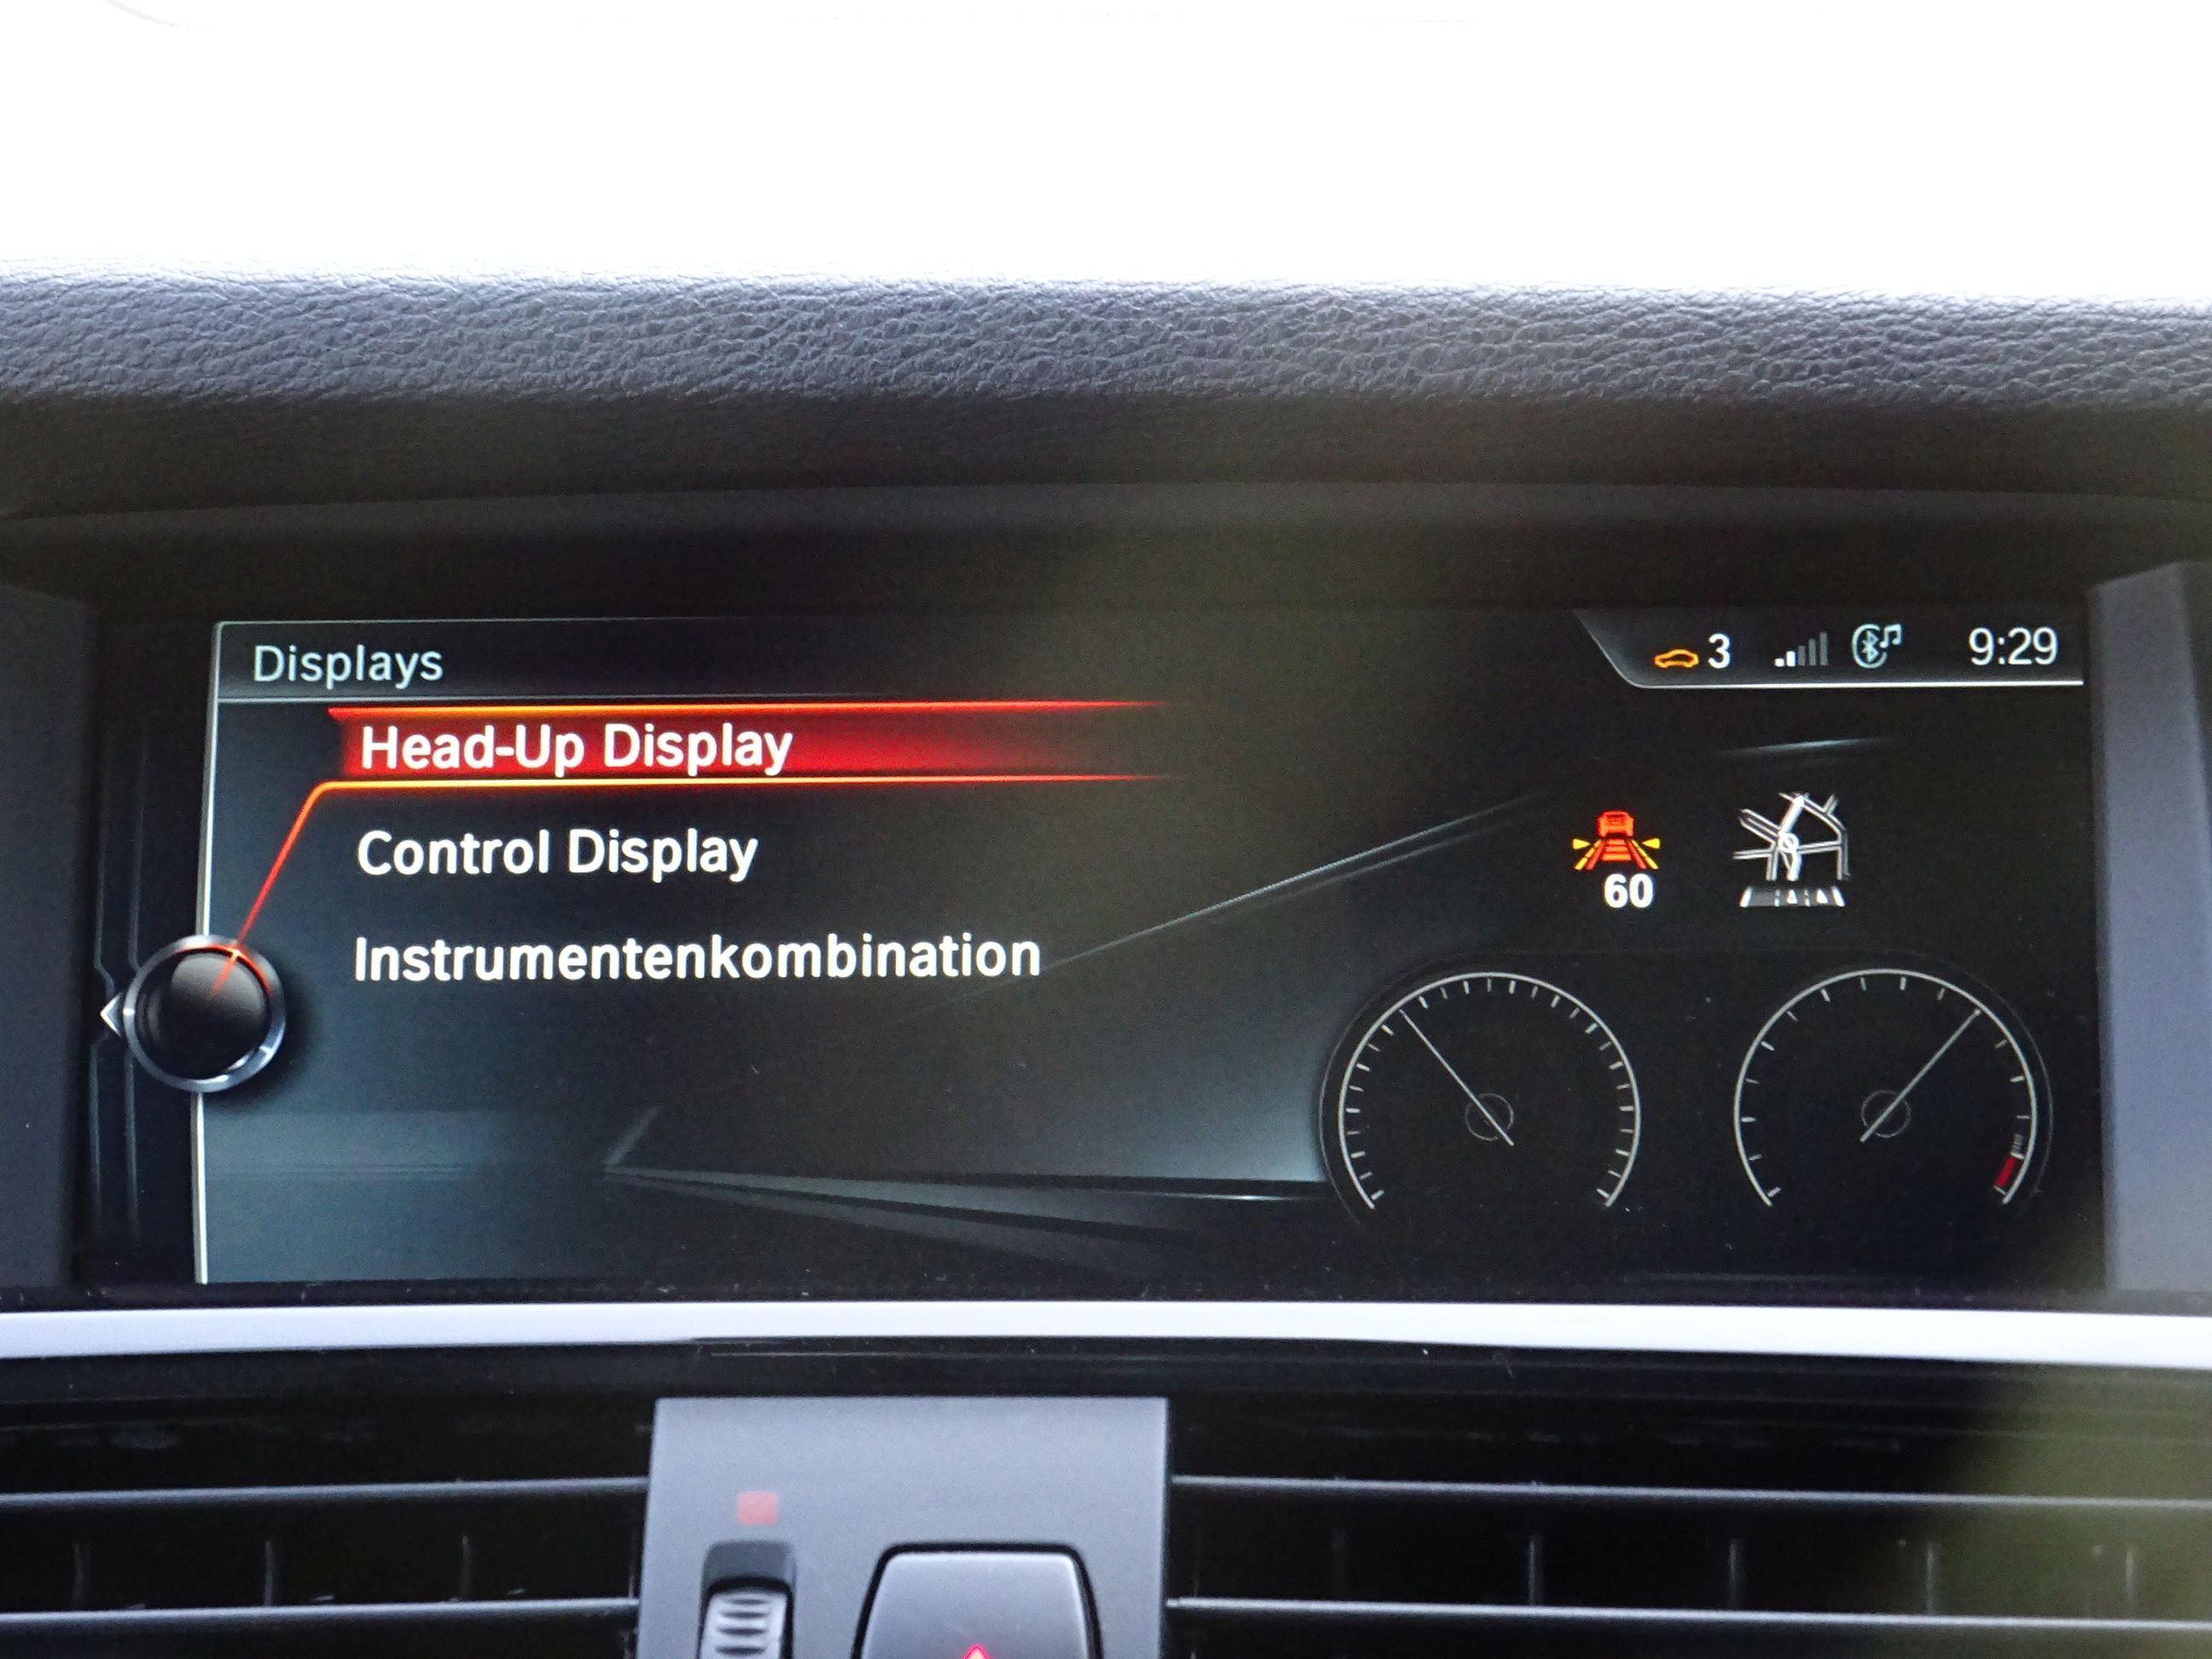 Displays
3 9:29
Head-Up Display
Control Display
60
Instrumentenkombination